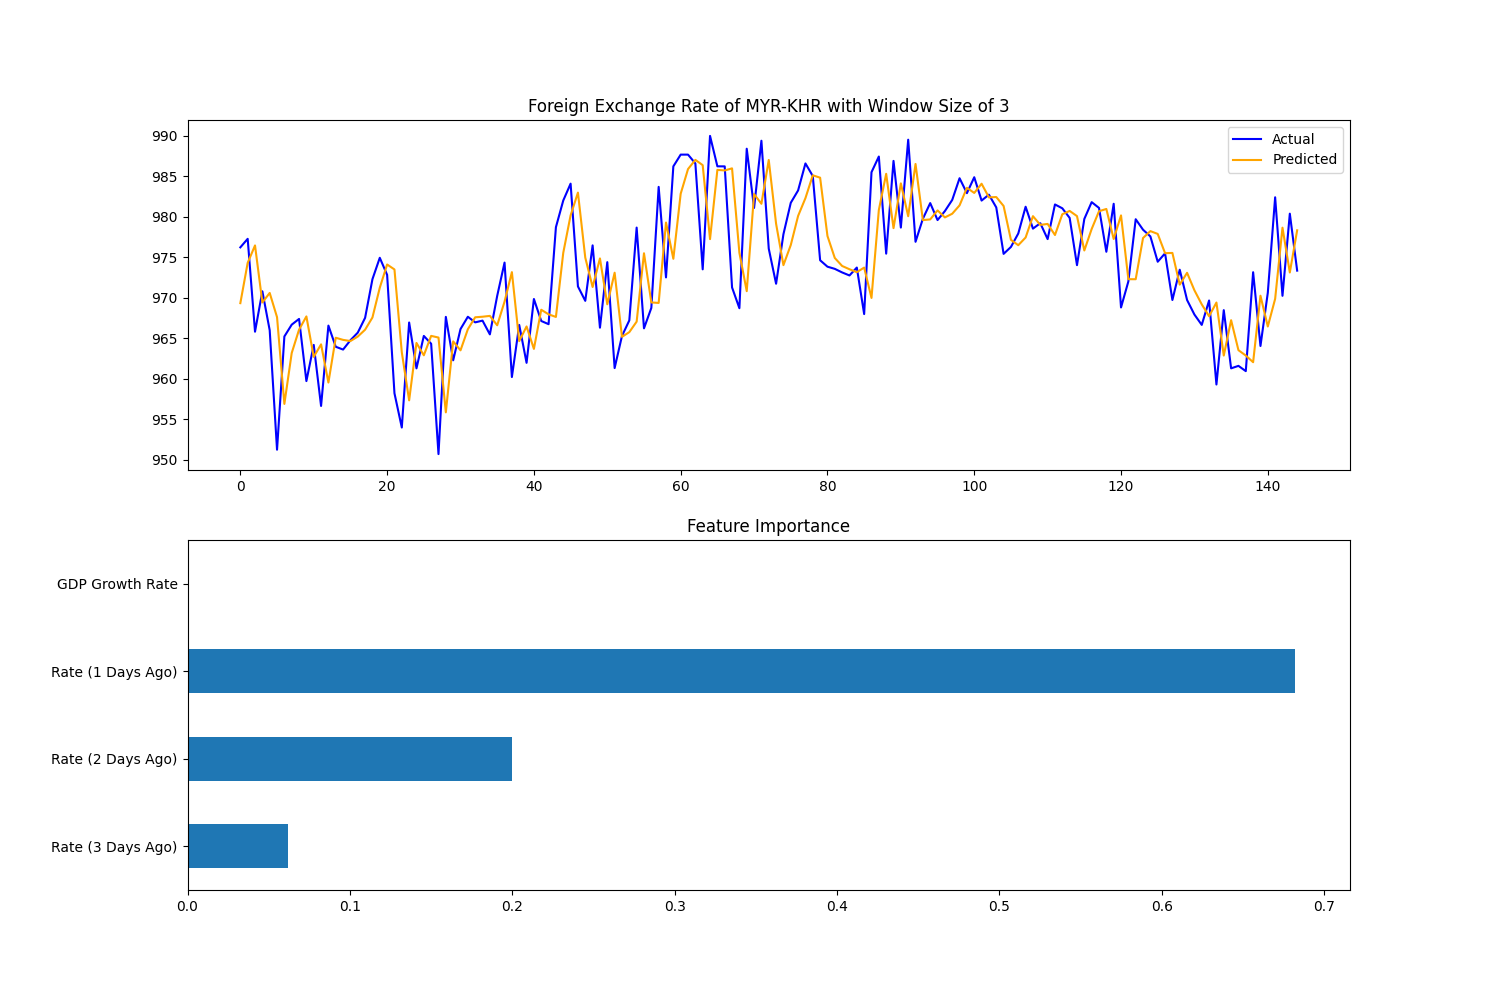 Foreign Exchange Rate of MYR-KHR with Window Size of 3
990
985
980
975
970
965
960
955
950
Actual
Predicted
0 20 40 60 80 100 120 140
Feature Importance
GDP Growth Rate
Rate (1 Days Ago)
Rate (2 Days Ago)
Rate (3 Days Ago)
0.0 0.1 0.2 0.3 0.4 0.5 0.6 0.7